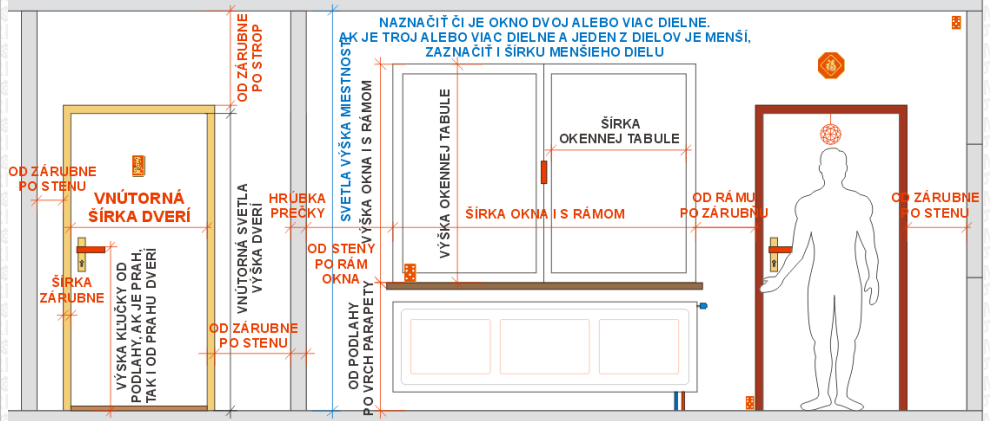 NAZNAČIŤ ČI JE OKNO DVOJ ALEBO VIAC DIELNE.
AK JE TROJ ALEBO VIAC DIELNE A JEDEN Z DIELOV JE MENŠÍ,
ZAZNAČIŤ I ŠÍRKU MENŠIEHO DIELU
OD ZÁRUBNE
PO STROP
OD ZÁRUBNE
PO STENU
VNÚTORNÁ
ŠÍRKA DVERÍ
ŠÍRKA
ZÁRUBNE
VÝSKA KLUČKY OD
PODLAHY, AK JE PRAH,
TAK I OD PRAHU DVERÍ
VNÚTORNÁ SVETLA
VÝŠKA DVERÍ
OD ZÁRUBNE
PO STENU
HRÚBKA
PREČKY
SVETLA VÝŠKA MIESTNOSTI
VÝŠKA OKNA I S RÁMOM
OD STENY
PO RÁM
OKNA
OD PODLAHY
PO VRCH PARAPETY
VÝŠKA OKENNEJ TABULE
ŠÍRKA
OKENNEJ TABULE
ŠÍRKA OKNA I S RÁMOM
OD RÁMU
PO ZÁRUBŇU
OD ZÁRUBNE
PO STENU